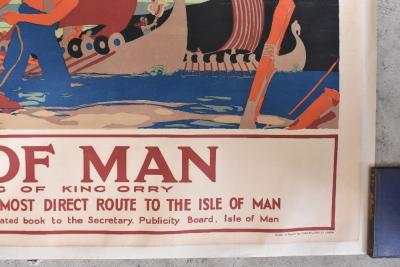 OF MAN
G OF KING ORRY
MOST DIRECT ROUTE TO THE ISLE OF MAN
ated book to the Secretary, Publicity Board, Isle of Man